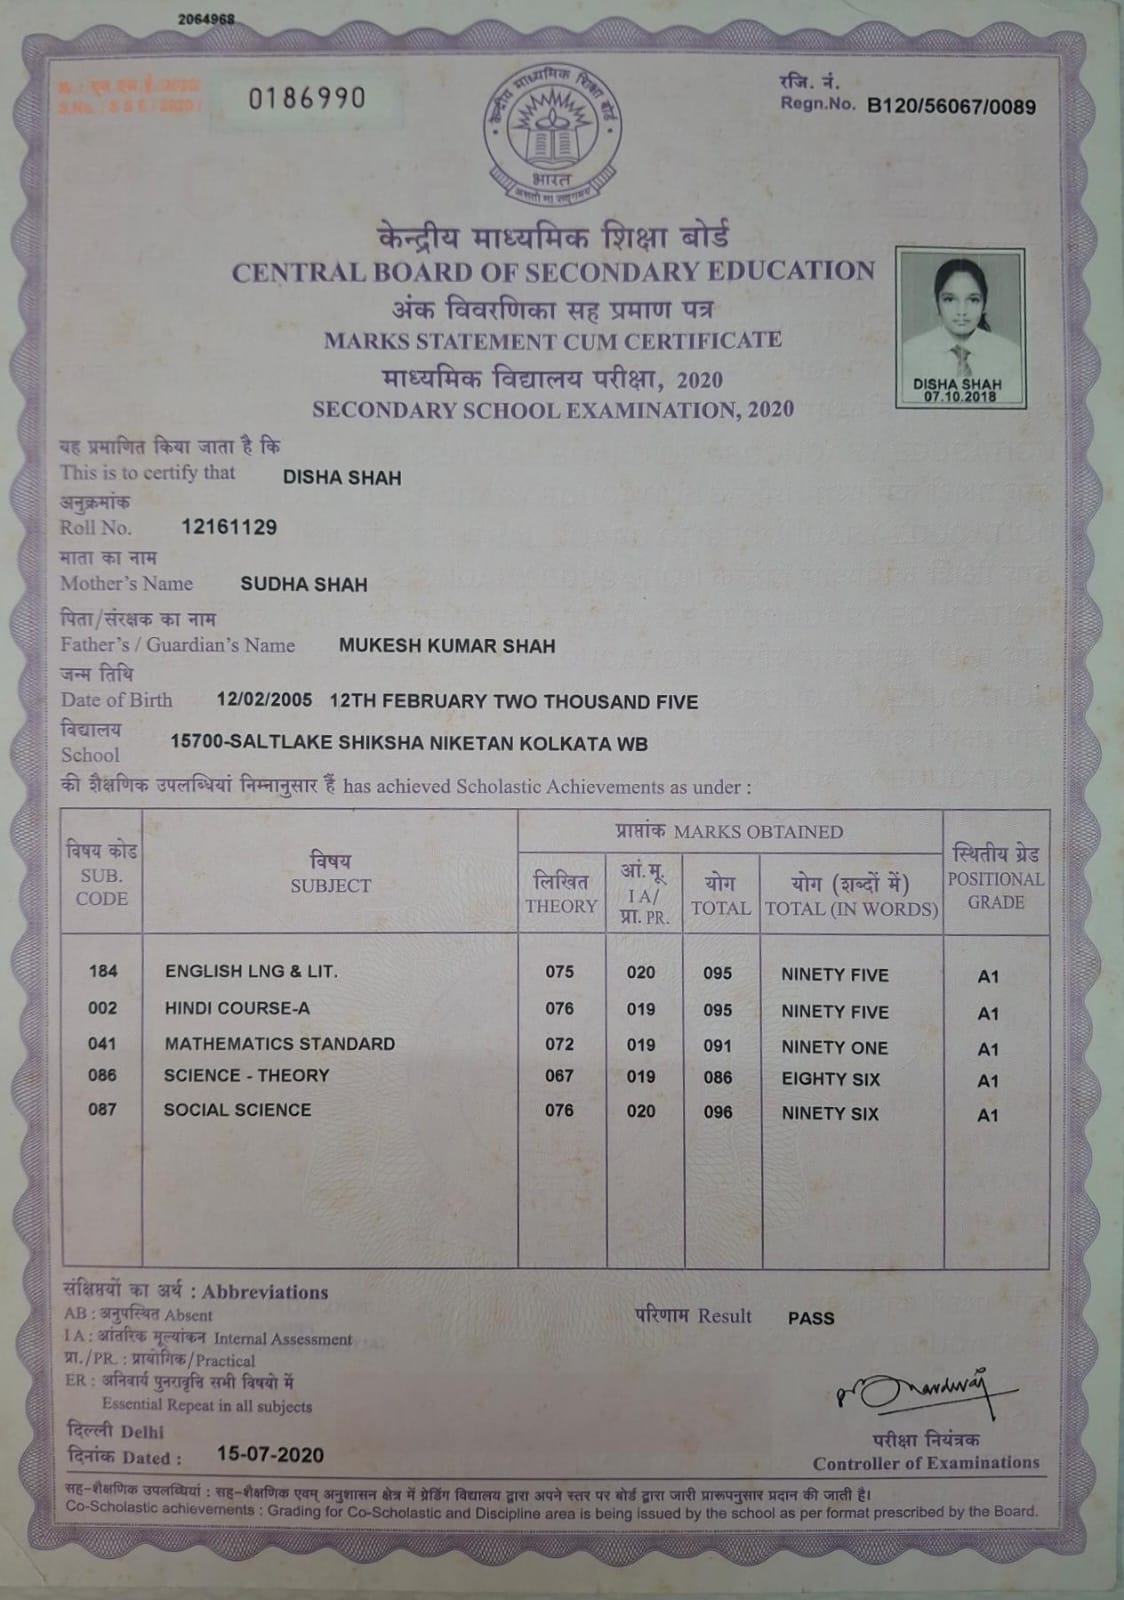 2064968
क्र. : एस एस ई /2020/
S.No. : S S E / 2020 /
0186990
रजि. नं.
Regn.No. B120/56067/0089
केन्द्रीय माध्यमिक शिक्षा बोर्ड
भारत
असतो मा सद्गमय
केन्द्रीय माध्यमिक शिक्षा बोर्ड
CENTRAL BOARD OF SECONDARY EDUCATION
अंक विवरणिका सह प्रमाण पत्र
MARKS STATEMENT CUM CERTIFICATE
माध्यमिक विद्यालय परीक्षा, 2020
SECONDARY SCHOOL EXAMINATION, 2020
DISHA SHAH
07.10.2018
यह प्रमाणित किया जाता है कि
This is to certify that DISHA SHAH
अनुक्रमांक
Roll No. 12161129
माता का नाम
Mother's Name SUDHA SHAH
पिता/संरक्षक का नाम
Father's / Guardian's Name MUKESH KUMAR SHAH
जन्म तिथि
Date of Birth 12/02/2005 12TH FEBRUARY TWO THOUSAND FIVE
विद्यालय
School 15700-SALTLAKE SHIKSHA NIKETAN KOLKATA WB
की शैक्षणिक उपलब्धियां निम्नानुसार हैं has achieved Scholastic Achievements as under :
विषय कोड
SUB.
CODE
विषय
SUBJECT
प्राप्तांक MARKS OBTAINED
लिखित
THEORY
आं.मू.
I A/
प्रा. PR.
योग
TOTAL
योग (शब्दों में)
TOTAL (IN WORDS)
स्थितीय ग्रेड
POSITIONAL
GRADE
184 ENGLISH LNG & LIT. 075 020 095 NINETY FIVE A1
002 HINDI COURSE-A 076 019 095 NINETY FIVE A1
041 MATHEMATICS STANDARD 072 019 091 NINETY ONE A1
086 SCIENCE - THEORY 067 019 086 EIGHTY SIX A1
087 SOCIAL SCIENCE 076 020 096 NINETY SIX A1
संक्षिप्तियों का अर्थ : Abbreviations
AB : अनुपस्थित Absent
I A : आंतरिक मूल्यांकन Internal Assessment
प्रा./PR. : प्रायोगिक/Practical
ER : अनिवार्य पुनरावृत्ति सभी विषयो में
Essential Repeat in all subjects
परिणाम Result PASS
दिल्ली Delhi
दिनांक Dated : 15-07-2020
परीक्षा नियंत्रक
Controller of Examinations
सह-शैक्षणिक उपलब्धियां : सह-शैक्षणिक एवम् अनुशासन क्षेत्र में ग्रेडिंग विद्यालय द्वारा अपने स्तर पर बोर्ड द्वारा जारी प्रारूपनुसार प्रदान की जाती है।
Co-Scholastic achievements : Grading for Co-Scholastic and Discipline area is being issued by the school as per format prescribed by the Board.